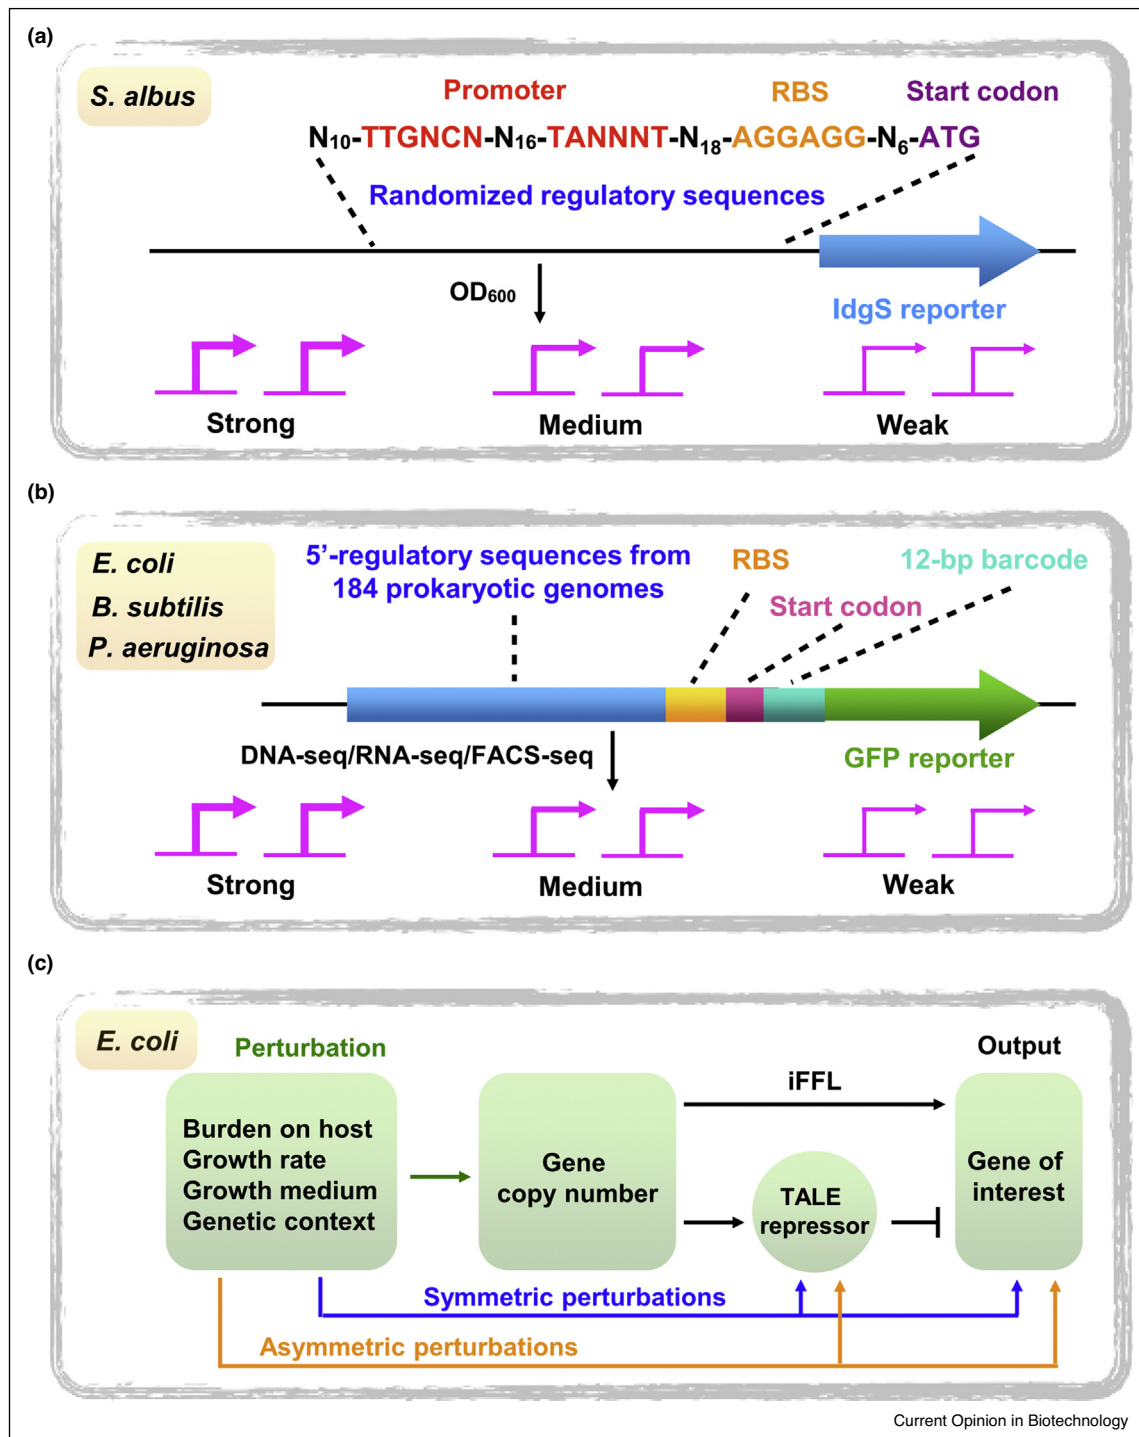 (a)
S. albus
Promoter RBS Start codon
N10-TTGNCN-N16-TANNNT-N18-AGGAGG-N6-ATG
Randomized regulatory sequences
OD600
IdgS reporter
Strong Medium Weak
(b)
E. coli
B. subtilis
P. aeruginosa
5’-regulatory sequences from
184 prokaryotic genomes
RBS
Start codon
12-bp barcode
DNA-seq/RNA-seq/FACS-seq
GFP reporter
Strong Medium Weak
(c)
E. coli
Perturbation
Burden on host
Growth rate
Growth medium
Genetic context
Gene
copy number
iFFL
TALE
repressor
Output
Gene of
interest
Symmetric perturbations
Asymmetric perturbations
Current Opinion in Biotechnology